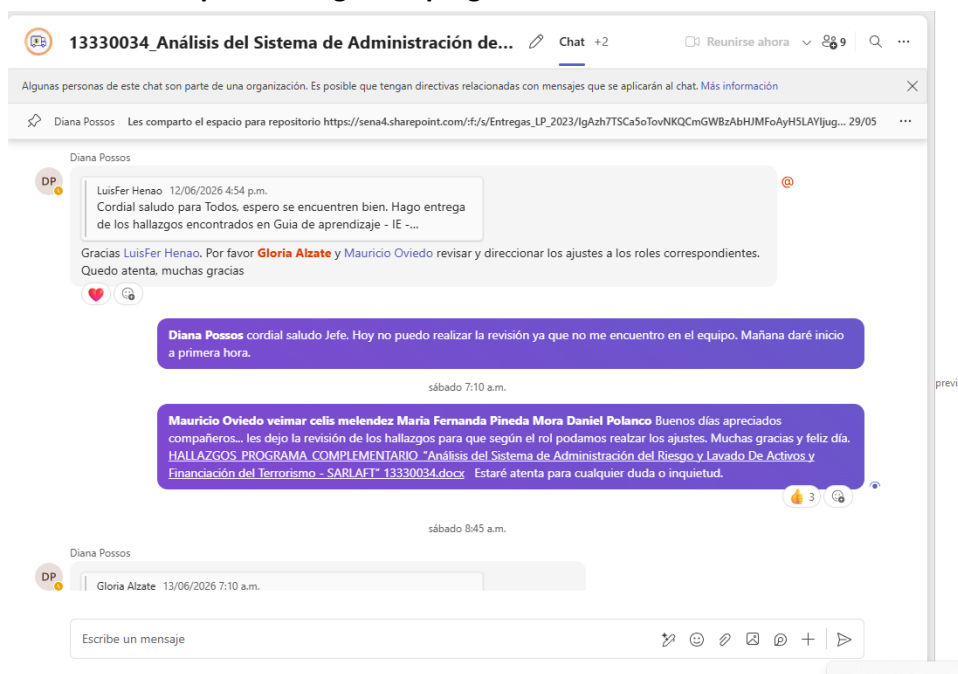 13330034_Análisis del Sistema de Administración de... Chat +2 Reunirse ahora 9
Algunas personas de este chat son parte de una organización. Es posible que tengan directivas relacionadas con mensajes que se aplicarán al chat. Más información
Diana Possos Les comparto el espacio para repositorio https://sena4.sharepoint.com/:f:/s/Entregas_LP_2023/IgAzh7TSCa5oTovNKQCmGWBzAbHJMFoAyH5LAYIjug... 29/05
Diana Possos
DP
LuisFer Henao 12/06/2026 4:54 p.m.
Cordial saludo para Todos, espero se encuentren bien. Hago entrega
de los hallazgos encontrados en Guia de aprendizaje - IE -...
Gracias LuisFer Henao. Por favor Gloria Alzate y Mauricio Oviedo revisar y direccionar los ajustes a los roles correspondientes.
Quedo atenta, muchas gracias
Diana Possos cordial saludo Jefe. Hoy no puedo realizar la revisión ya que no me encuentro en el equipo. Mañana daré inicio
a primera hora.
sábado 7:10 a.m.
previ
Mauricio Oviedo veimar celis melendez Maria Fernanda Pineda Mora Daniel Polanco Buenos días apreciados
compañeros... les dejo la revisión de los hallazgos para que según el rol podamos realzar los ajustes. Muchas gracias y feliz día.
HALLAZGOS PROGRAMA COMPLEMENTARIO "Análisis del Sistema de Administración del Riesgo y Lavado De Activos y
Financiación del Terrorismo - SARLAFT" 13330034.docx Estaré atenta para cualquier duda o inquietud.
3
sábado 8:45 a.m.
Diana Possos
DP
Gloria Alzate 13/06/2026 7:10 a.m.
Escribe un mensaje